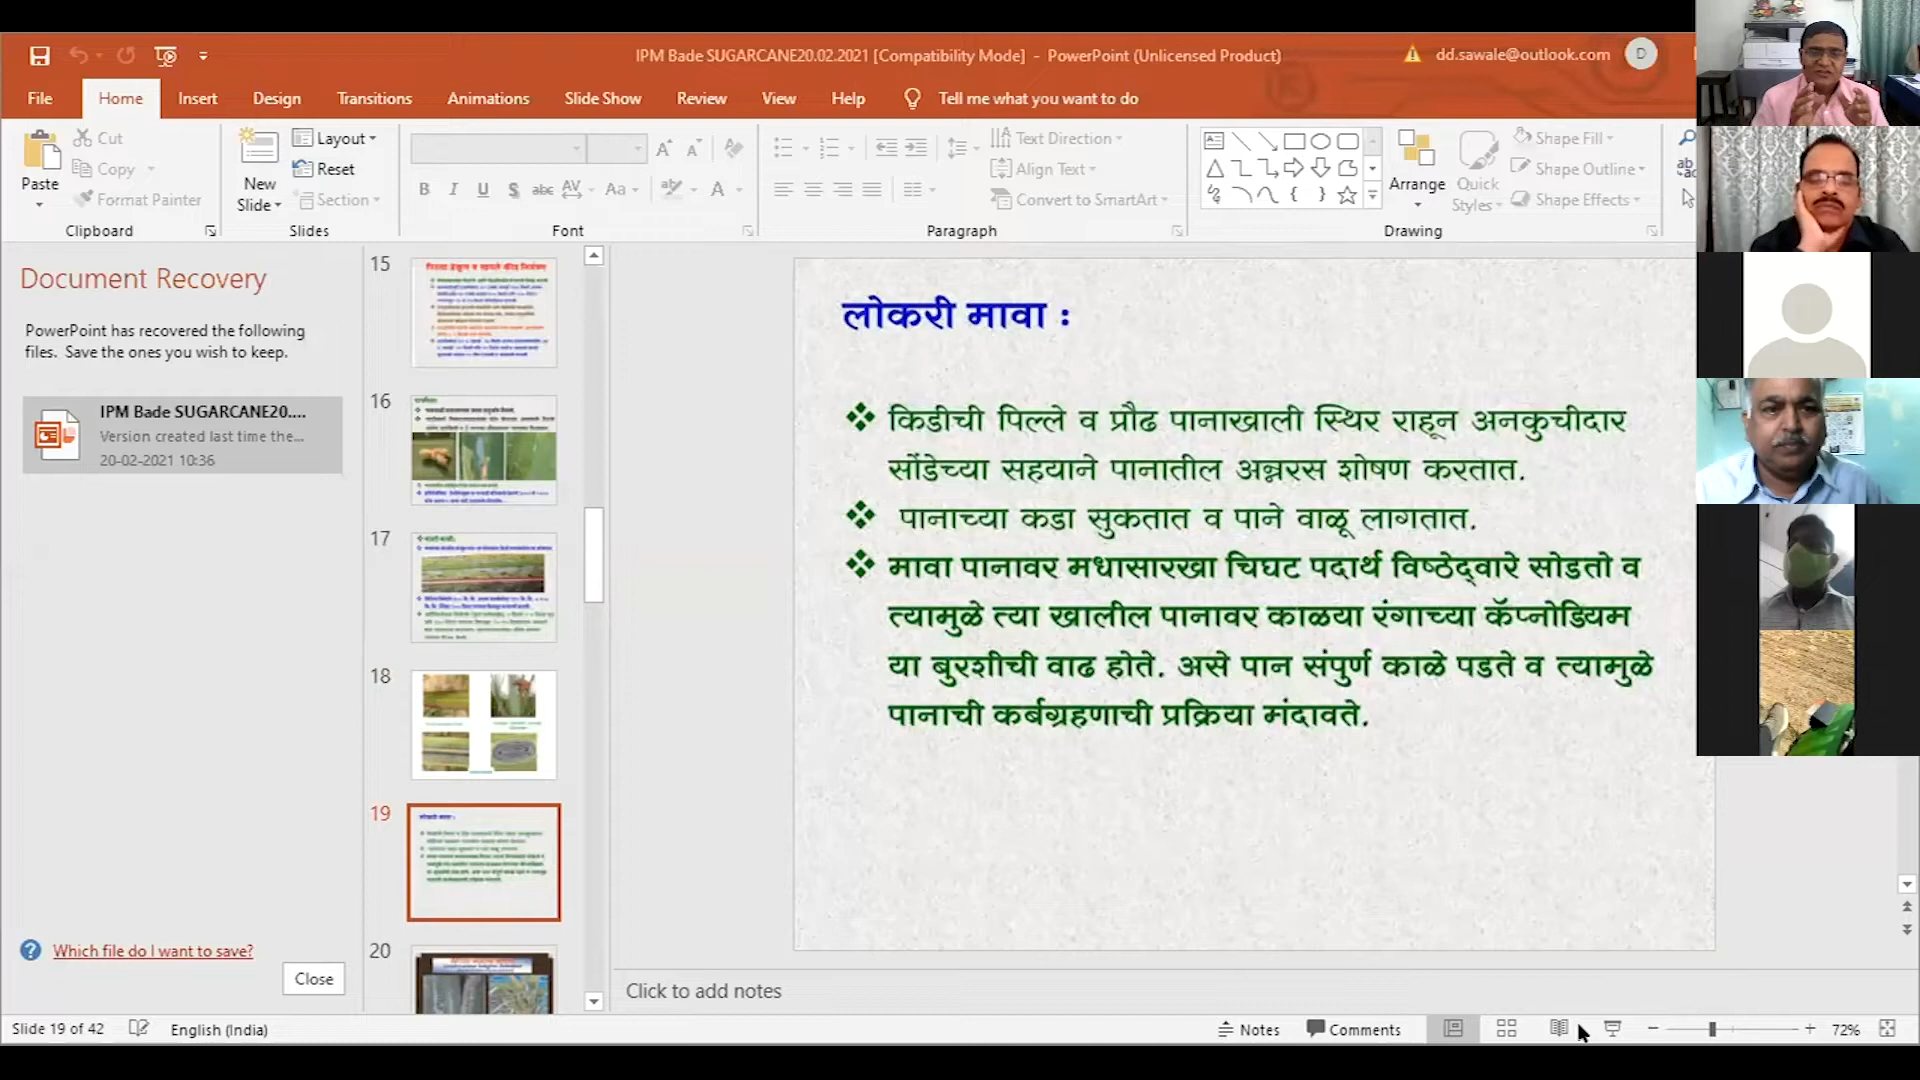 IPM Bade SUGARCANE20.02.2021 [Compatibility Mode] - PowerPoint (Unlicensed Product)
dd.sawale@outlook.com
D
File Home Insert Design Transitions Animations Slide Show Review View Help Tell me what you want to do
Paste
Cut
Copy
Format Painter
Clipboard
New
Slide
Layout
Reset
Section
Slides
Font
Text Direction
Align Text
Convert to SmartArt
Paragraph
Arrange
Quick
Styles
Shape Fill
Shape Outline
Shape Effects
Drawing
Document Recovery
PowerPoint has recovered the following
files. Save the ones you wish to keep.
IPM Bade SUGARCANE20....
Version created last time the...
20-02-2021 10:36
Which file do I want to save?
Close
15
16
17
18
19
20
लोकरी मावा :
❖ किडीची पिल्ले व प्रौढ पानाखाली स्थिर राहून अनकुचीदार
सोंडेच्या सहयाने पानातील अन्नरस शोषण करतात.
❖ पानाच्या कडा सुकतात व पाने वाळू लागतात.
❖ मावा पानावर मधासारखा चिघट पदार्थ विष्ठेद्वारे सोडतो व
त्यामुळे त्या खालील पानावर काळया रंगाच्या कॅप्नोडियम
या बुरशीची वाढ होते. असे पान संपुर्ण काळे पडते व त्यामुळे
पानाची कर्बग्रहणाची प्रक्रिया मंदावते.
Click to add notes
Slide 19 of 42 English (India) Notes Comments 72%